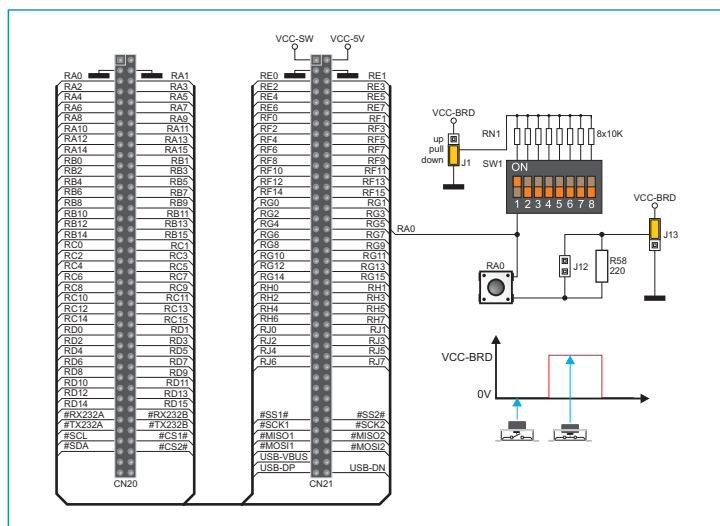 VCC-SW VCC-5V
RA0 RA1
RA2 RA3
RA4 RA5
RA6 RA7
RA8 RA9
RA10 RA11
RA12 RA13
RA14 RA15
RB0 RB1
RB2 RB3
RB4 RB5
RB6 RB7
RB8 RB9
RB10 RB11
RB12 RB13
RB14 RB15
RC0 RC1
RC2 RC3
RC4 RC5
RC6 RC7
RC8 RC9
RC10 RC11
RC12 RC13
RC14 RC15
RD0 RD1
RD2 RD3
RD4 RD5
RD6 RD7
RD8 RD9
RD10 RD11
RD12 RD13
RD14 RD15
#RX232A #RX232B
#TX232A #TX232B
#SCL #CS1#
#SDA #CS2#
CN20
RE0 RE1
RE2 RE3
RE4 RE5
RE6 RE7
RF0 RF1
RF2 RF3
RF4 RF5
RF6 RF7
RF8 RF9
RF10 RF11
RF12 RF13
RF14 RF15
RG0 RG1
RG2 RG3
RG4 RG5
RG6 RG7
RG8 RG9
RG10 RG11
RG12 RG13
RG14 RG15
RH0 RH1
RH2 RH3
RH4 RH5
RH6 RH7
RJ0 RJ1
RJ2 RJ3
RJ4 RJ5
RJ6 RJ7
#SS1# #SS2#
#SCK1 #SCK2
#MISO1 #MISO2
#MOSI1 #MOSI2
USB-VBUS
USB-DP USB-DN
CN21
RA0
VCC-BRD
up
pull
down
J1
RN1
8x10K
SW1
ON
1 2 3 4 5 6 7 8
VCC-BRD
J13
J12
R58
220
RA0
VCC-BRD
0V